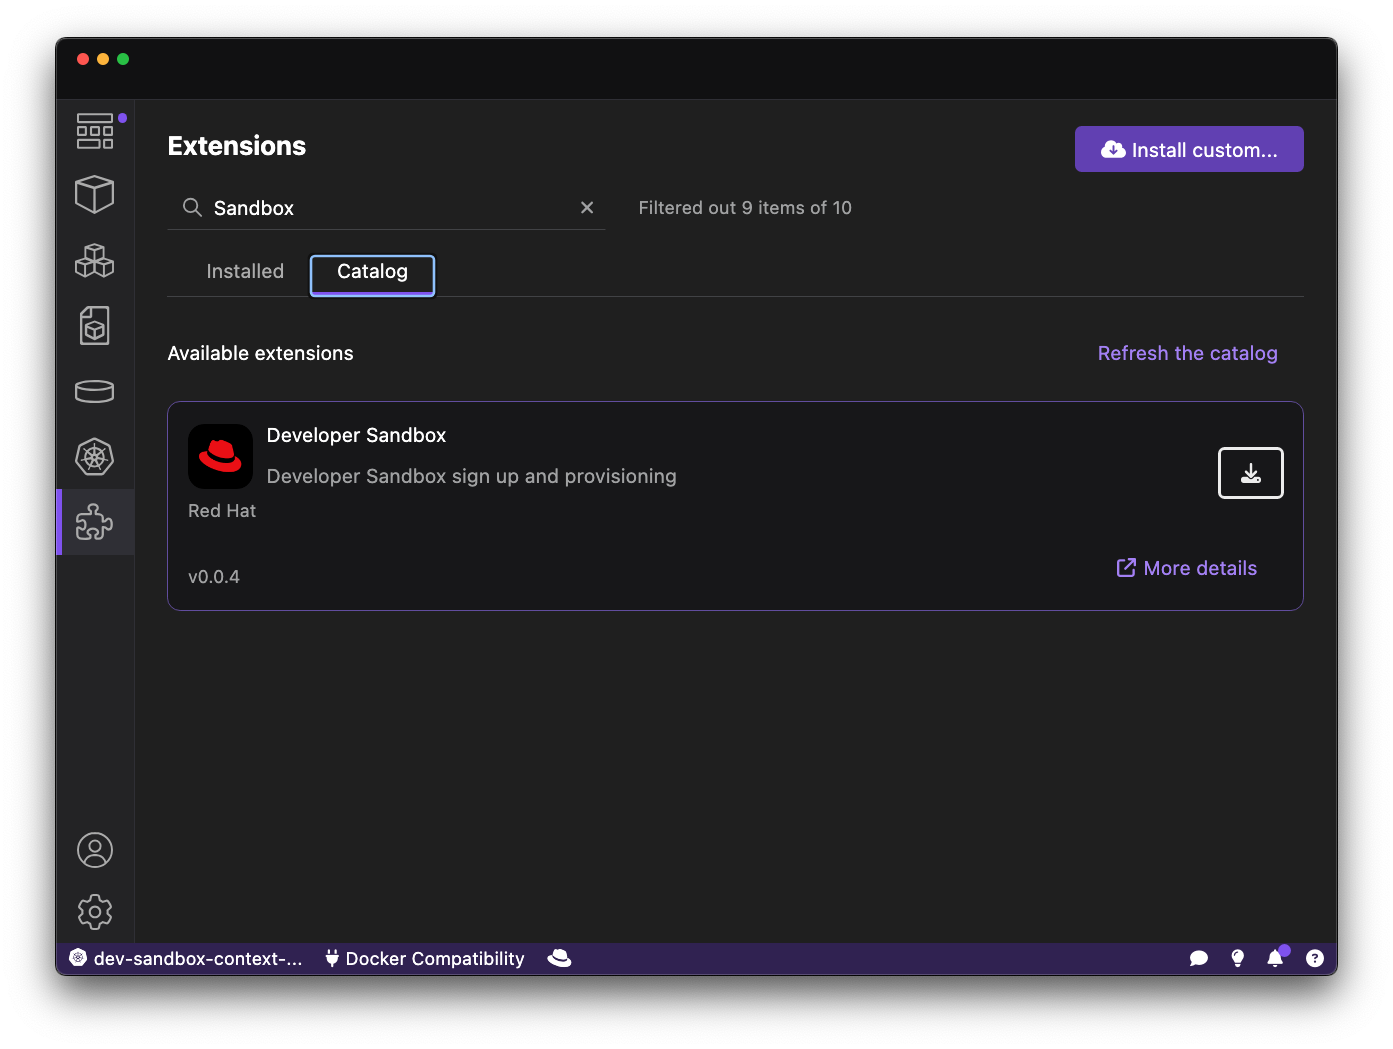 Extensions
Install custom...
Sandbox
Filtered out 9 items of 10
Installed
Catalog
Available extensions
Refresh the catalog
Developer Sandbox
Developer Sandbox sign up and provisioning
Red Hat
v0.0.4
More details
dev-sandbox-context-...
Docker Compatibility